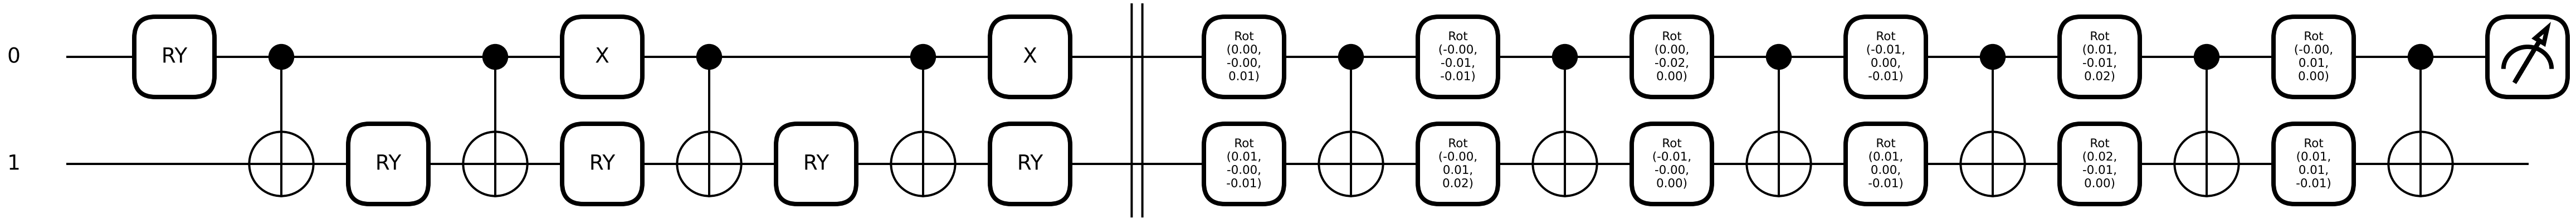 0
RY
X
X
Rot
(0.00,
-0.00,
0.01)
Rot
(-0.00,
-0.01,
-0.01)
Rot
(0.00,
-0.02,
0.00)
Rot
(-0.01,
0.00,
-0.01)
Rot
(0.01,
-0.01,
0.02)
Rot
(-0.00,
0.01,
0.00)
1
RY
RY
RY
RY
Rot
(0.01,
-0.00,
-0.01)
Rot
(-0.00,
0.01,
0.02)
Rot
(-0.01,
-0.00,
0.00)
Rot
(0.01,
0.00,
-0.01)
Rot
(0.02,
-0.01,
0.00)
Rot
(0.01,
0.01,
-0.01)